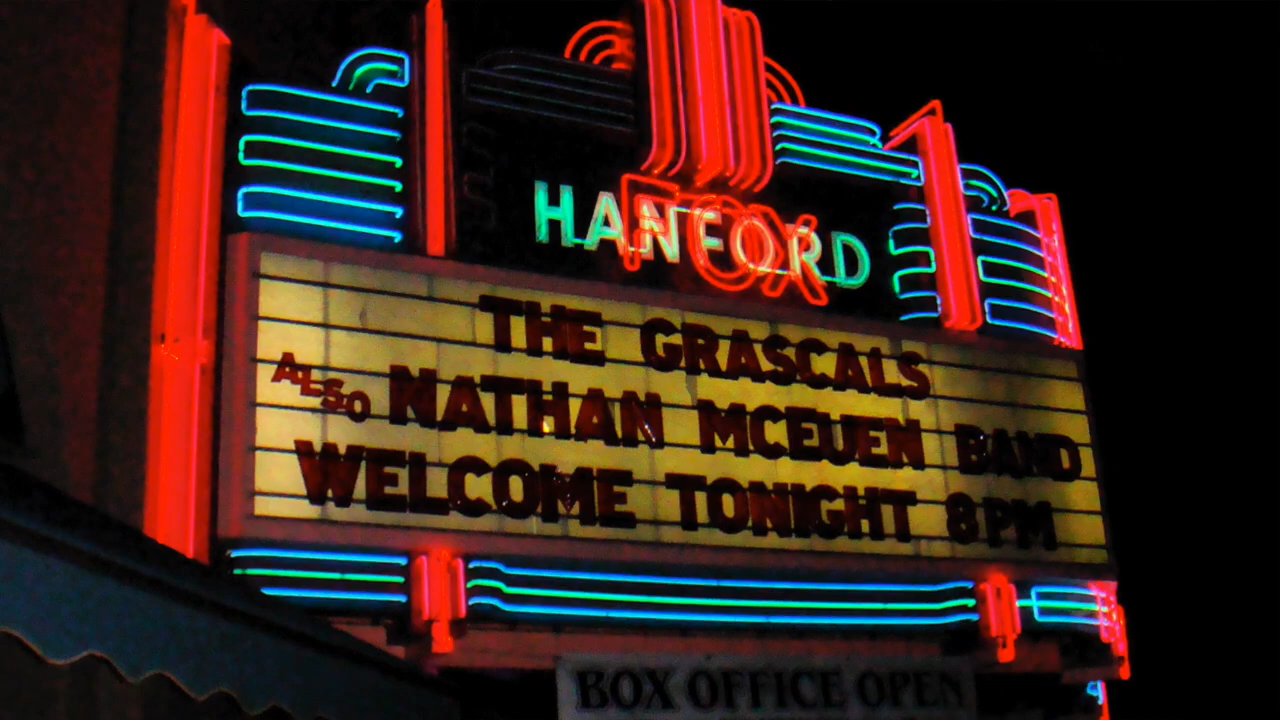 HANFORD
FOX
THE GRASCALS
ALSO NATHAN MCEUEN BAND
WELCOME TONIGHT 8PM
BOX OFFICE OPEN